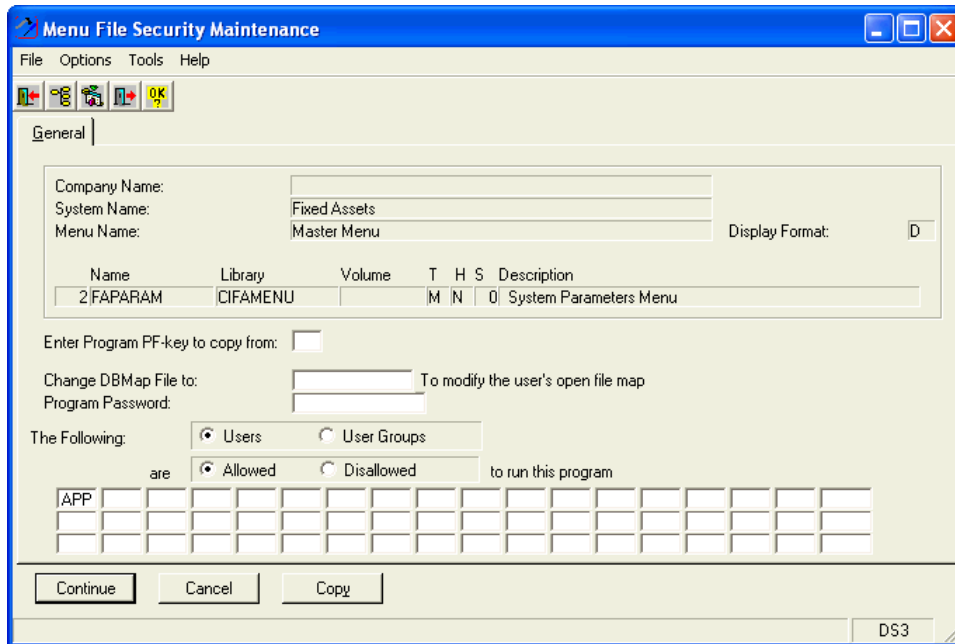 Menu File Security Maintenance
File Options Tools Help
OK?
General
Company Name:
System Name: Fixed Assets
Menu Name: Master Menu Display Format: D
Name Library Volume T H S Description
2 FAPARAM CIFAMENU M N 0 System Parameters Menu
Enter Program PF-key to copy from:
Change DBMap File to: To modify the user's open file map
Program Password:
The Following: Users User Groups
are Allowed Disallowed to run this program
APP
Continue Cancel Copy
DS3